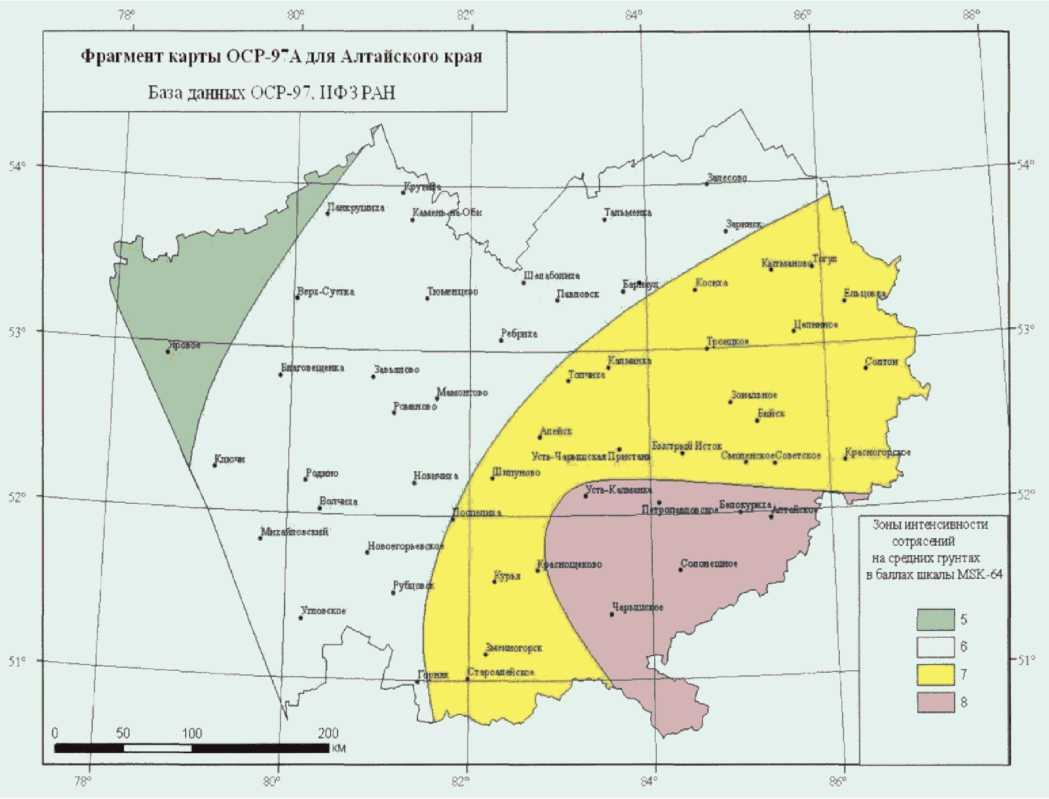 78° 80° 82° 84° 86° 88°
Фрагмент карты ОСР-97А для Алтайского края
База данных ОСР-97, ИФЗ РАН
54° 54°
Залесово
Крутиха
Панкрушиха
Камень-на-Оби
Тальменка
Заринск
Тогул
Калманово
Шелаболиха
Барнаул
Косиха
Ельцовка
Верх-Суетка
Тюменцево
Павловск
53° 53°
Целинное
Ребриха
Троицкое
Яровое
Калманка
Солтон
Благовещенка
Завьялово
Топчиха
Мамонтово
Зональное
Романово
Бийск
Алейск
Быстрый Исток
Усть-Чарышская Пристань
Смоленское
Советское
Красногорское
Ключи
Родино
Новичиха
Шипуново
52° 52°
Усть-Калманка
Волчиха
Поспелиха
Петропавловское
Белокуриха
Алтайское
Михайловский
Новоегорьевское
Краснощеково
Солонешное
Курья
Рубцовск
Чарышское
Угловское
Змеиногорск
51° 51°
Горняк
Староалейское
Зоны интенсивности
сотрясений
на средних грунтах
в баллах шкалы MSK-64
5
6
7
8
0 50 100 200
км
78° 80° 82° 84° 86°